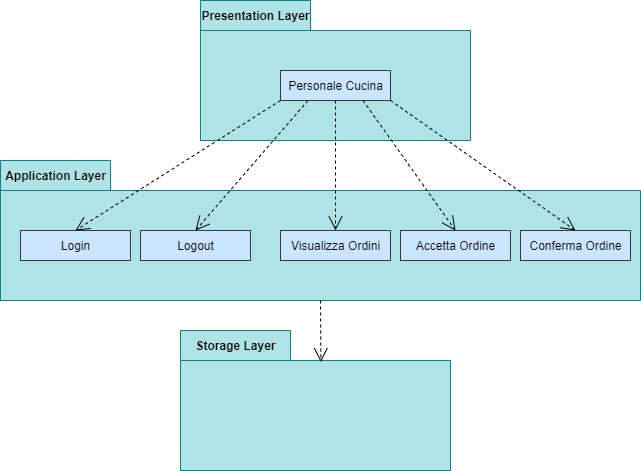 Presentation Layer
Personale Cucina
Application Layer
Login
Logout
Visualizza Ordini
Accetta Ordine
Conferma Ordine
Storage Layer